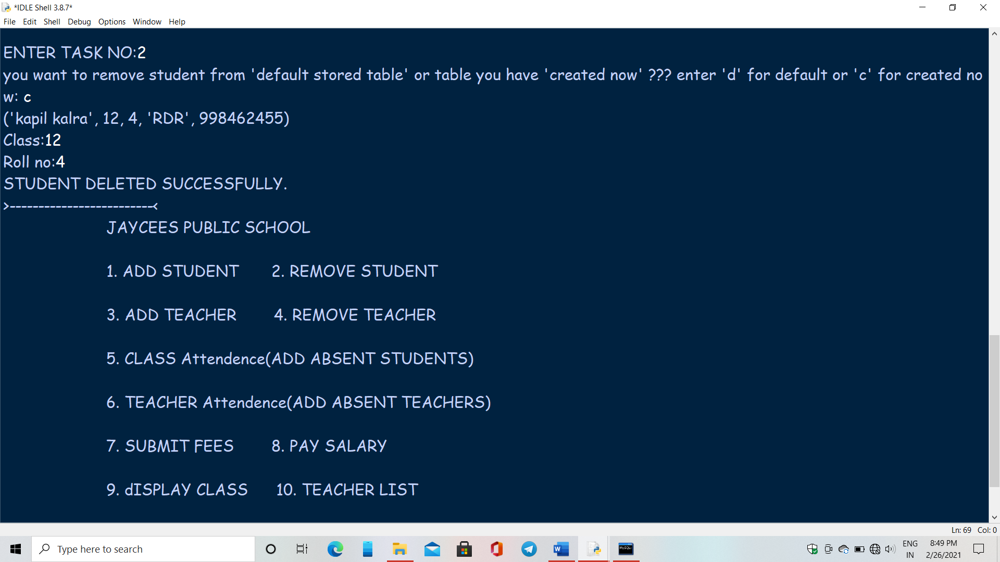 *IDLE Shell 3.8.7*
File Edit Shell Debug Options Window Help
ENTER TASK NO:2
you want to remove student from 'default stored table' or table you have 'created now' ??? enter 'd' for default or 'c' for created no
w: c
('kapil kalra', 12, 4, 'RDR', 998462455)
Class:12
Roll no:4
STUDENT DELETED SUCCESSFULLY.
>-------------------------<
JAYCEES PUBLIC SCHOOL
1. ADD STUDENT 2. REMOVE STUDENT
3. ADD TEACHER 4. REMOVE TEACHER
5. CLASS Attendence(ADD ABSENT STUDENTS)
6. TEACHER Attendence(ADD ABSENT TEACHERS)
7. SUBMIT FEES 8. PAY SALARY
9. dISPLAY CLASS 10. TEACHER LIST
Ln: 69 Col: 0
Type here to search
ENG 8:49 PM
IN 2/26/2021